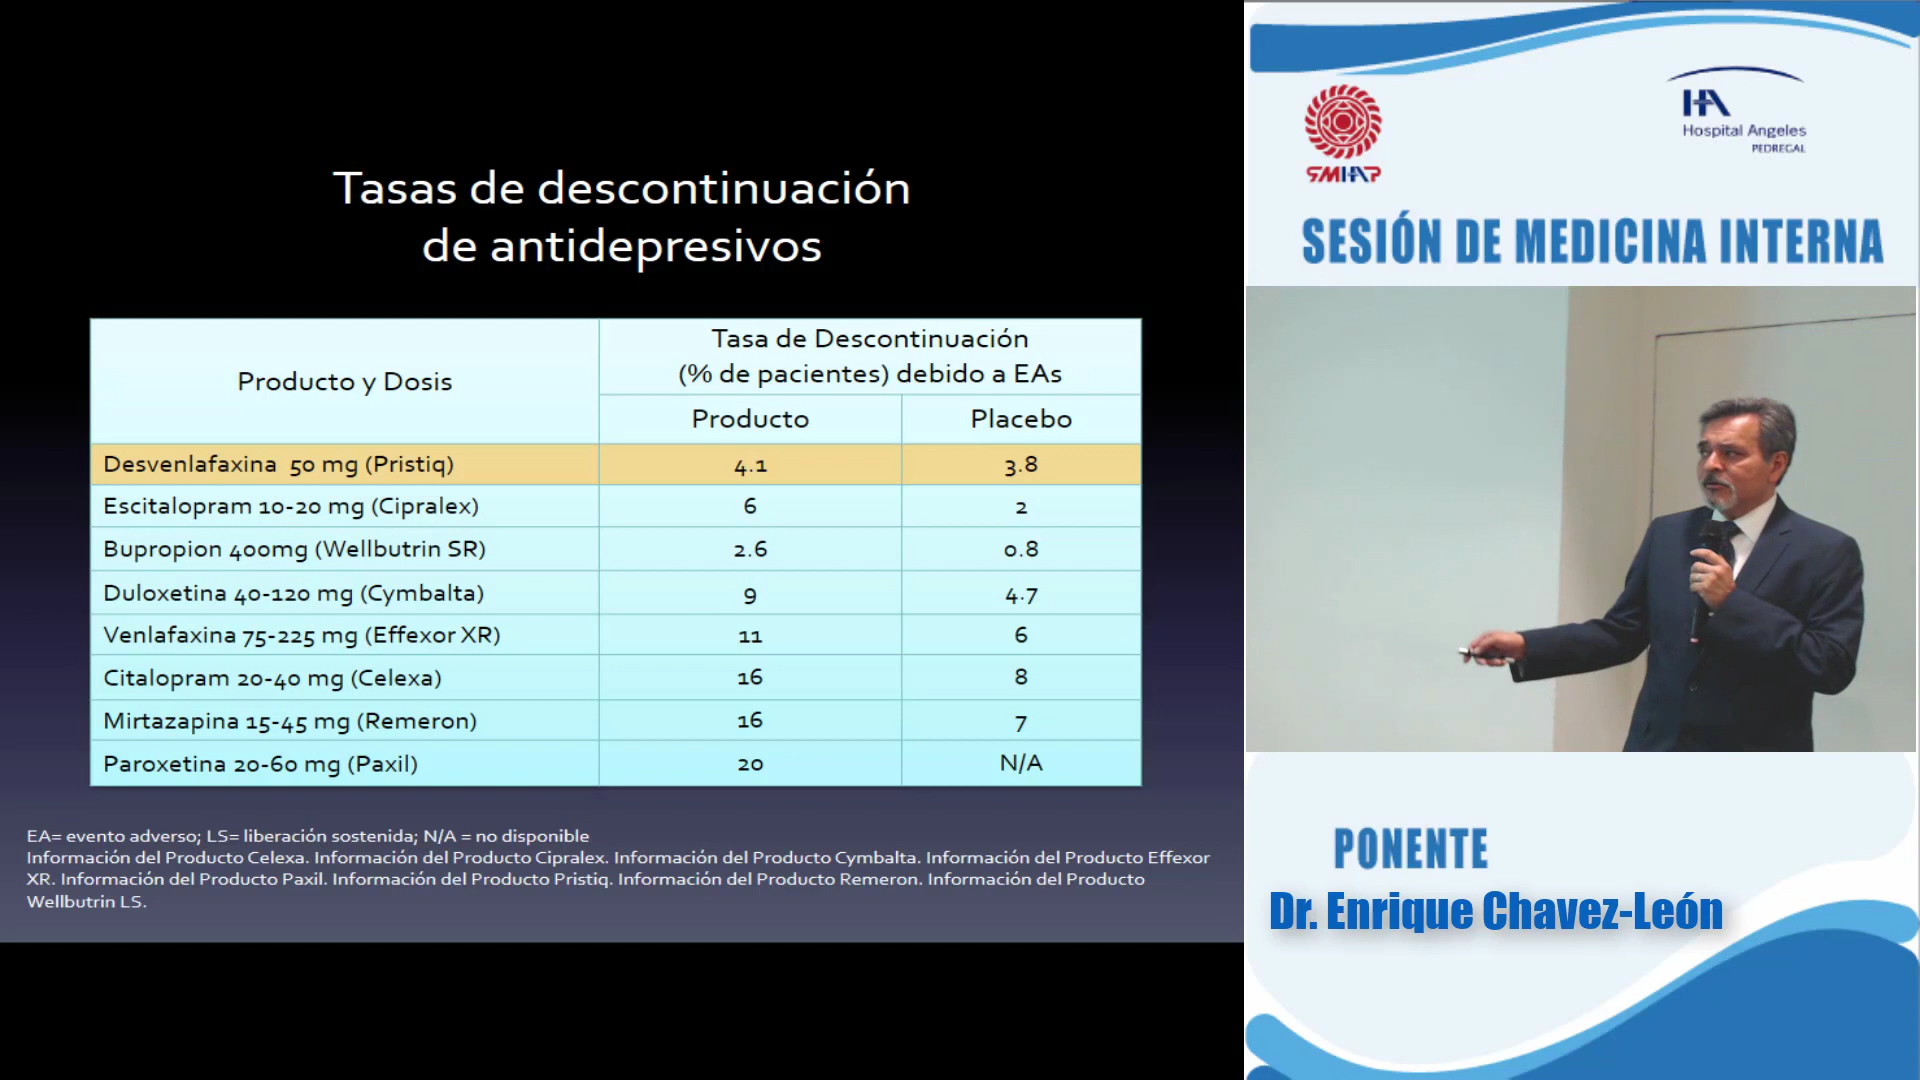 Tasas de descontinuación
de antidepresivos
Producto y Dosis
Tasa de Descontinuación
(% de pacientes) debido a EAs
Producto Placebo
Desvenlafaxina 50 mg (Pristiq) 4.1 3.8
Escitalopram 10-20 mg (Cipralex) 6 2
Bupropion 400mg (Wellbutrin SR) 2.6 0.8
Duloxetina 40-120 mg (Cymbalta) 9 4.7
Venlafaxina 75-225 mg (Effexor XR) 11 6
Citalopram 20-40 mg (Celexa) 16 8
Mirtazapina 15-45 mg (Remeron) 16 7
Paroxetina 20-60 mg (Paxil) 20 N/A
EA= evento adverso; LS= liberación sostenida; N/A = no disponible
Información del Producto Celexa. Información del Producto Cipralex. Información del Producto Cymbalta. Información del Producto Effexor
XR. Información del Producto Paxil. Información del Producto Pristiq. Información del Producto Remeron. Información del Producto
Wellbutrin LS.
SMIHAP
HA
Hospital Angeles
PEDREGAL
SESIÓN DE MEDICINA INTERNA
PONENTE
Dr. Enrique Chavez-León